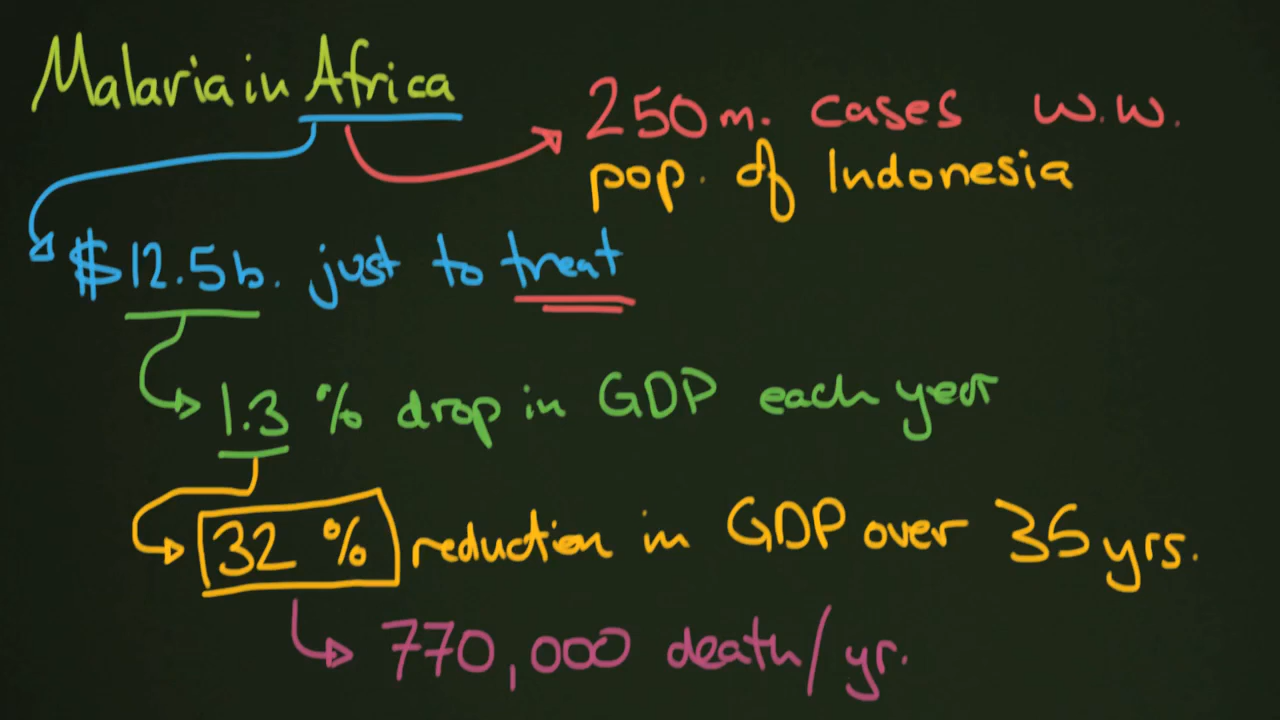 Malaria in Africa
250 m. cases w.w.
pop. of Indonesia
$12.5b. just to treat
1.3 % drop in GDP each year
32 % reduction in GDP over 35 yrs.
770,000 death/yr.